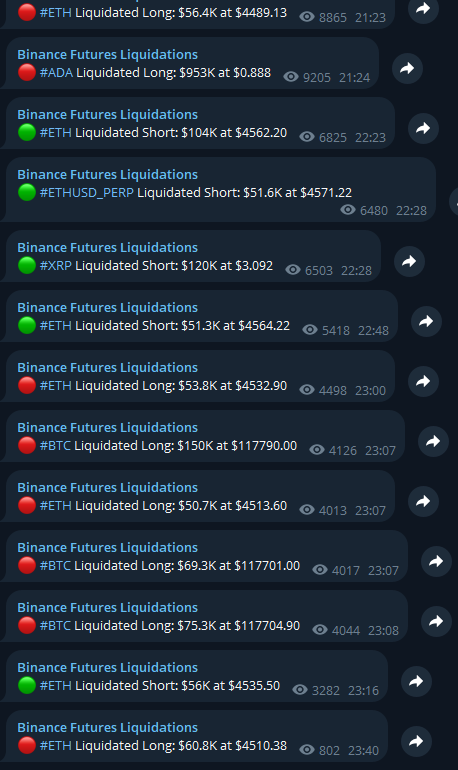 #ETH Liquidated Long: $56.4K at $4489.13 8865 21:23
Binance Futures Liquidations
#ADA Liquidated Long: $953K at $0.888 9205 21:24
Binance Futures Liquidations
#ETH Liquidated Short: $104K at $4562.20 6825 22:23
Binance Futures Liquidations
#ETHUSD_PERP Liquidated Short: $51.6K at $4571.22
6480 22:28
Binance Futures Liquidations
#XRP Liquidated Short: $120K at $3.092 6503 22:28
Binance Futures Liquidations
#ETH Liquidated Short: $51.3K at $4564.22 5418 22:48
Binance Futures Liquidations
#ETH Liquidated Long: $53.8K at $4532.90 4498 23:00
Binance Futures Liquidations
#BTC Liquidated Long: $150K at $117790.00 4126 23:07
Binance Futures Liquidations
#ETH Liquidated Long: $50.7K at $4513.60 4013 23:07
Binance Futures Liquidations
#BTC Liquidated Long: $69.3K at $117701.00 4017 23:07
Binance Futures Liquidations
#BTC Liquidated Long: $75.3K at $117704.90 4044 23:08
Binance Futures Liquidations
#ETH Liquidated Short: $56K at $4535.50 3282 23:16
Binance Futures Liquidations
#ETH Liquidated Long: $60.8K at $4510.38 802 23:40